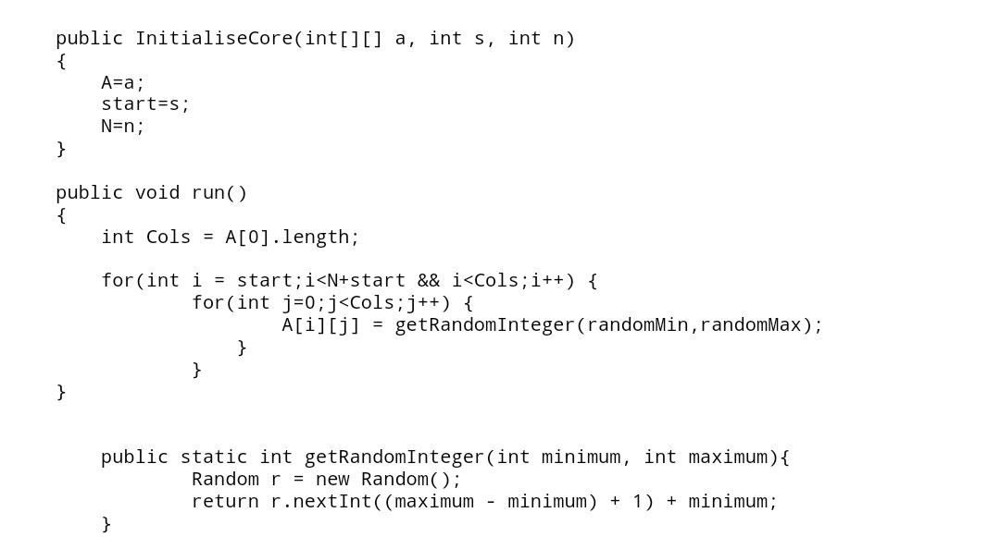 public InitialiseCore(int[][] a, int s, int n)
{
    A=a;
    start=s;
    N=n;
}

public void run()
{
    int Cols = A[0].length;

    for(int i = start;i<N+start && i<Cols;i++) {
            for(int j=0;j<Cols;j++) {
                    A[i][j] = getRandomInteger(randomMin,randomMax);
                }
            }
}

    public static int getRandomInteger(int minimum, int maximum){
            Random r = new Random();
            return r.nextInt((maximum - minimum) + 1) + minimum;
    }